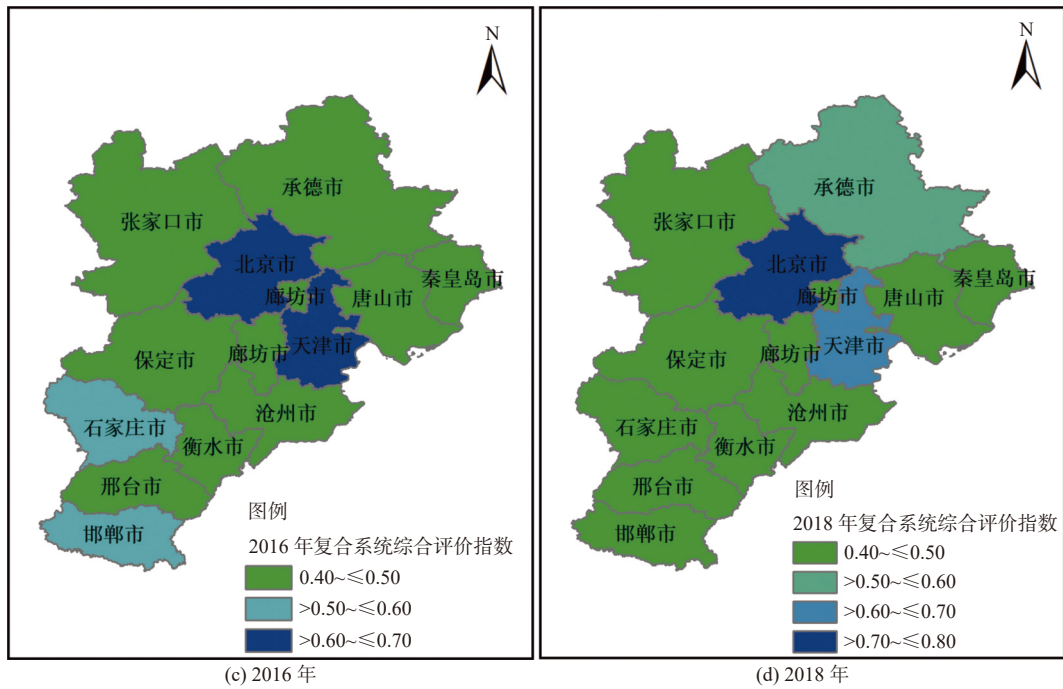 N
承德市
张家口市
北京市
秦皇岛市
廊坊市
唐山市
天津市
保定市
廊坊市
沧州市
石家庄市
衡水市
邢台市
邯郸市
图例
2016 年复合系统综合评价指数
0.40~≤0.50
>0.50~≤0.60
>0.60~≤0.70
(c) 2016 年
N
承德市
张家口市
北京市
秦皇岛市
廊坊市
唐山市
天津市
保定市
廊坊市
沧州市
石家庄市
衡水市
邢台市
邯郸市
图例
2018 年复合系统综合评价指数
0.40~≤0.50
>0.50~≤0.60
>0.60~≤0.70
>0.70~≤0.80
(d) 2018 年